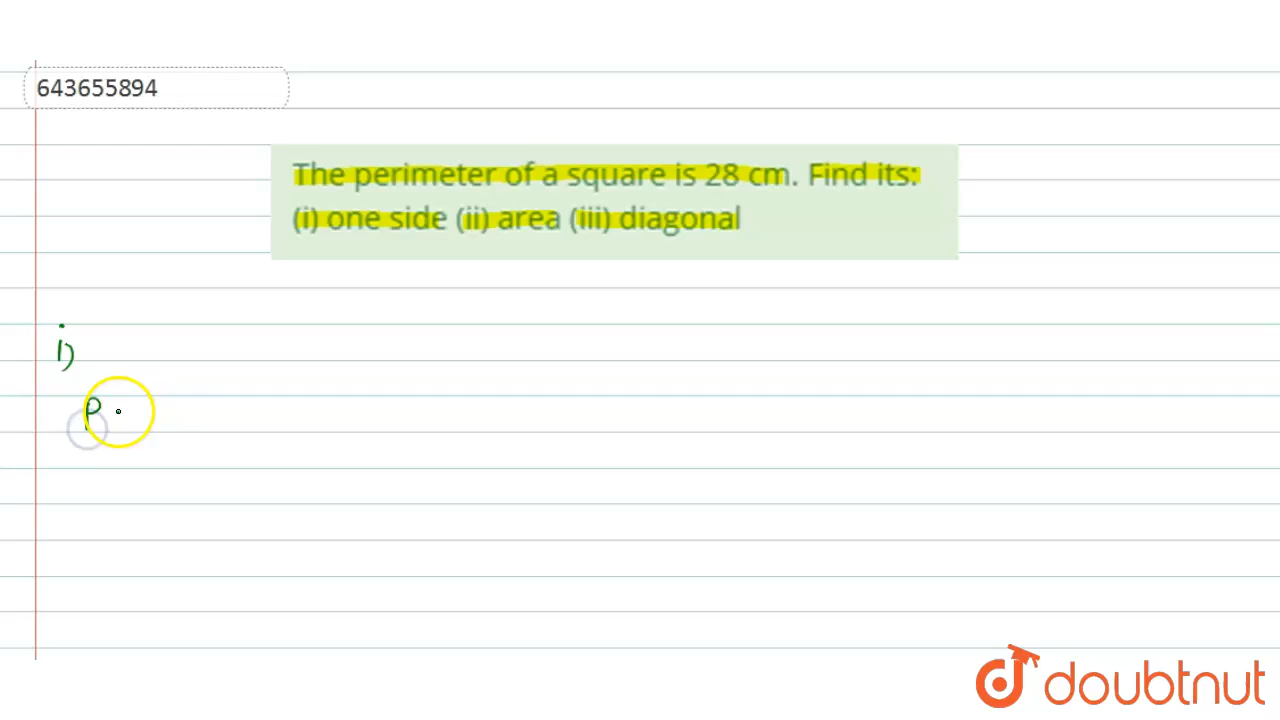 643655894
The perimeter of a square is 28 cm. Find its:
(i) one side (ii) area (iii) diagonal
i)
P
doubtnut